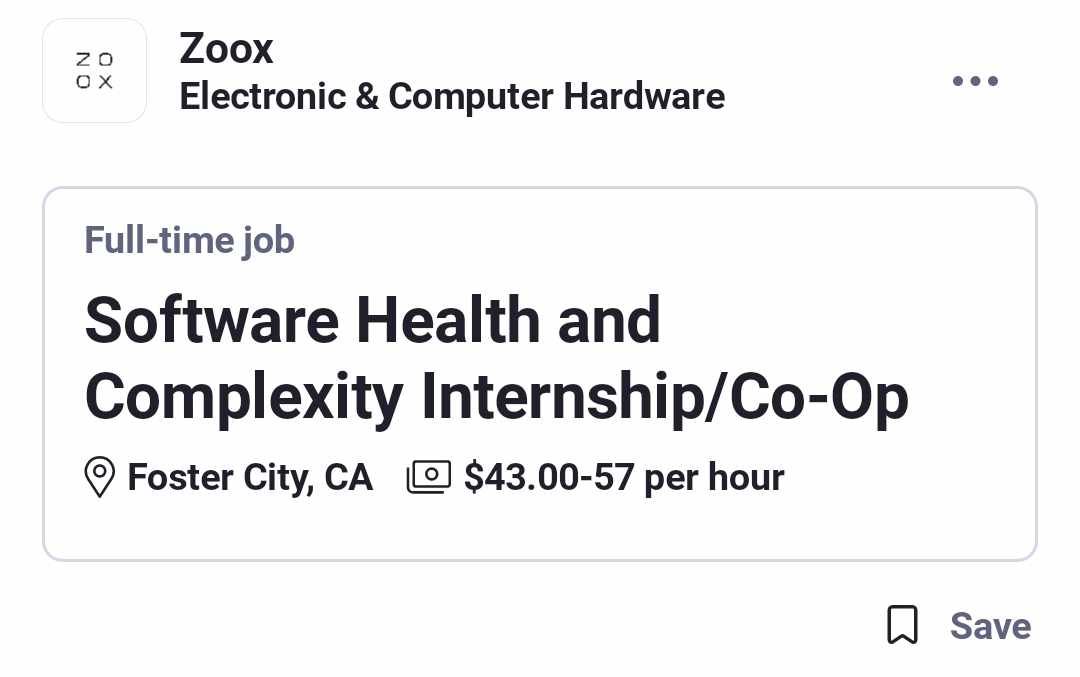 ZO
OX
Zoox
Electronic & Computer Hardware
Full-time job
Software Health and
Complexity Internship/Co-Op
Foster City, CA $43.00-57 per hour
Save